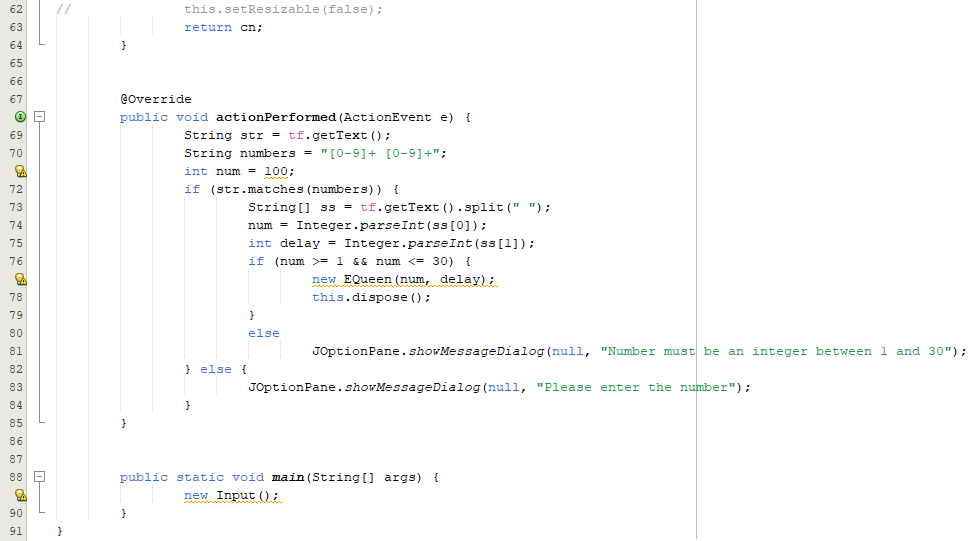 62 //              this.setResizable(false);
63                 return cn;
64         }
65
66
67         @Override
           public void actionPerformed(ActionEvent e) {
69                 String str = tf.getText();
70                 String numbers = "[0-9]+ [0-9]+";
                   int num = 100;
72                 if (str.matches(numbers)) {
73                         String[] ss = tf.getText().split(" ");
74                         num = Integer.parseInt(ss[0]);
75                         int delay = Integer.parseInt(ss[1]);
76                         if (num >= 1 && num <= 30) {
                                   new EQueen(num, delay);
78                                 this.dispose();
79                         }
80                         else
81                                 JOptionPane.showMessageDialog(null, "Number must be an integer between 1 and 30");
82                 } else {
83                         JOptionPane.showMessageDialog(null, "Please enter the number");
84                 }
85         }
86
87
88         public static void main(String[] args) {
                   new Input();
90         }
91 }